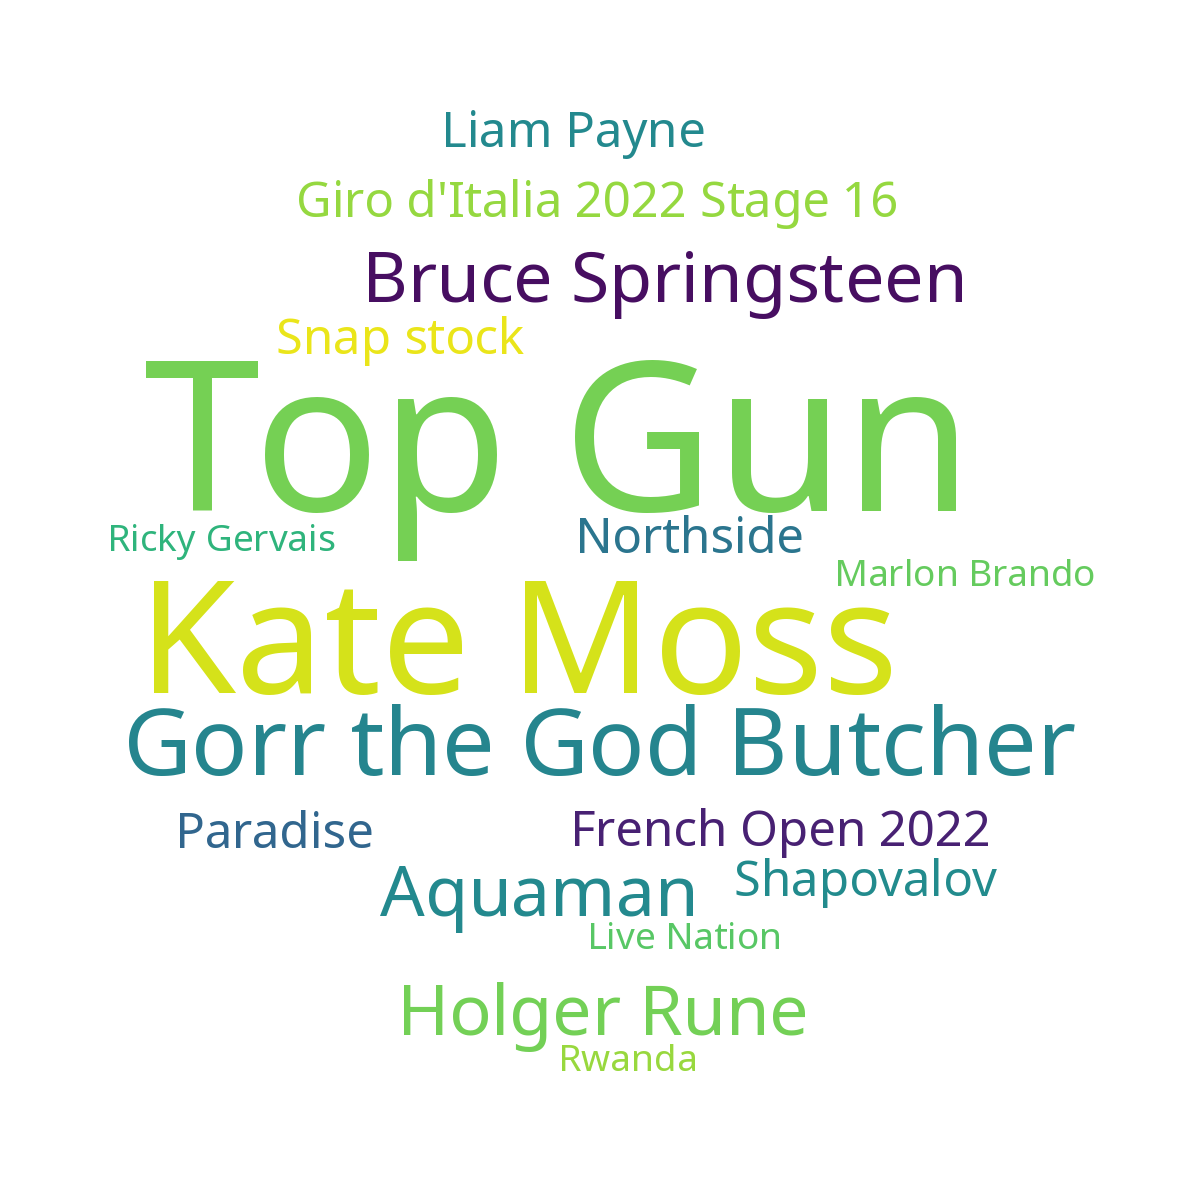 Liam Payne
Giro d'Italia 2022 Stage 16
Bruce Springsteen
Snap stock
Top Gun
Ricky Gervais
Northside
Marlon Brando
Kate Moss
Gorr the God Butcher
Paradise
French Open 2022
Aquaman
Shapovalov
Live Nation
Holger Rune
Rwanda